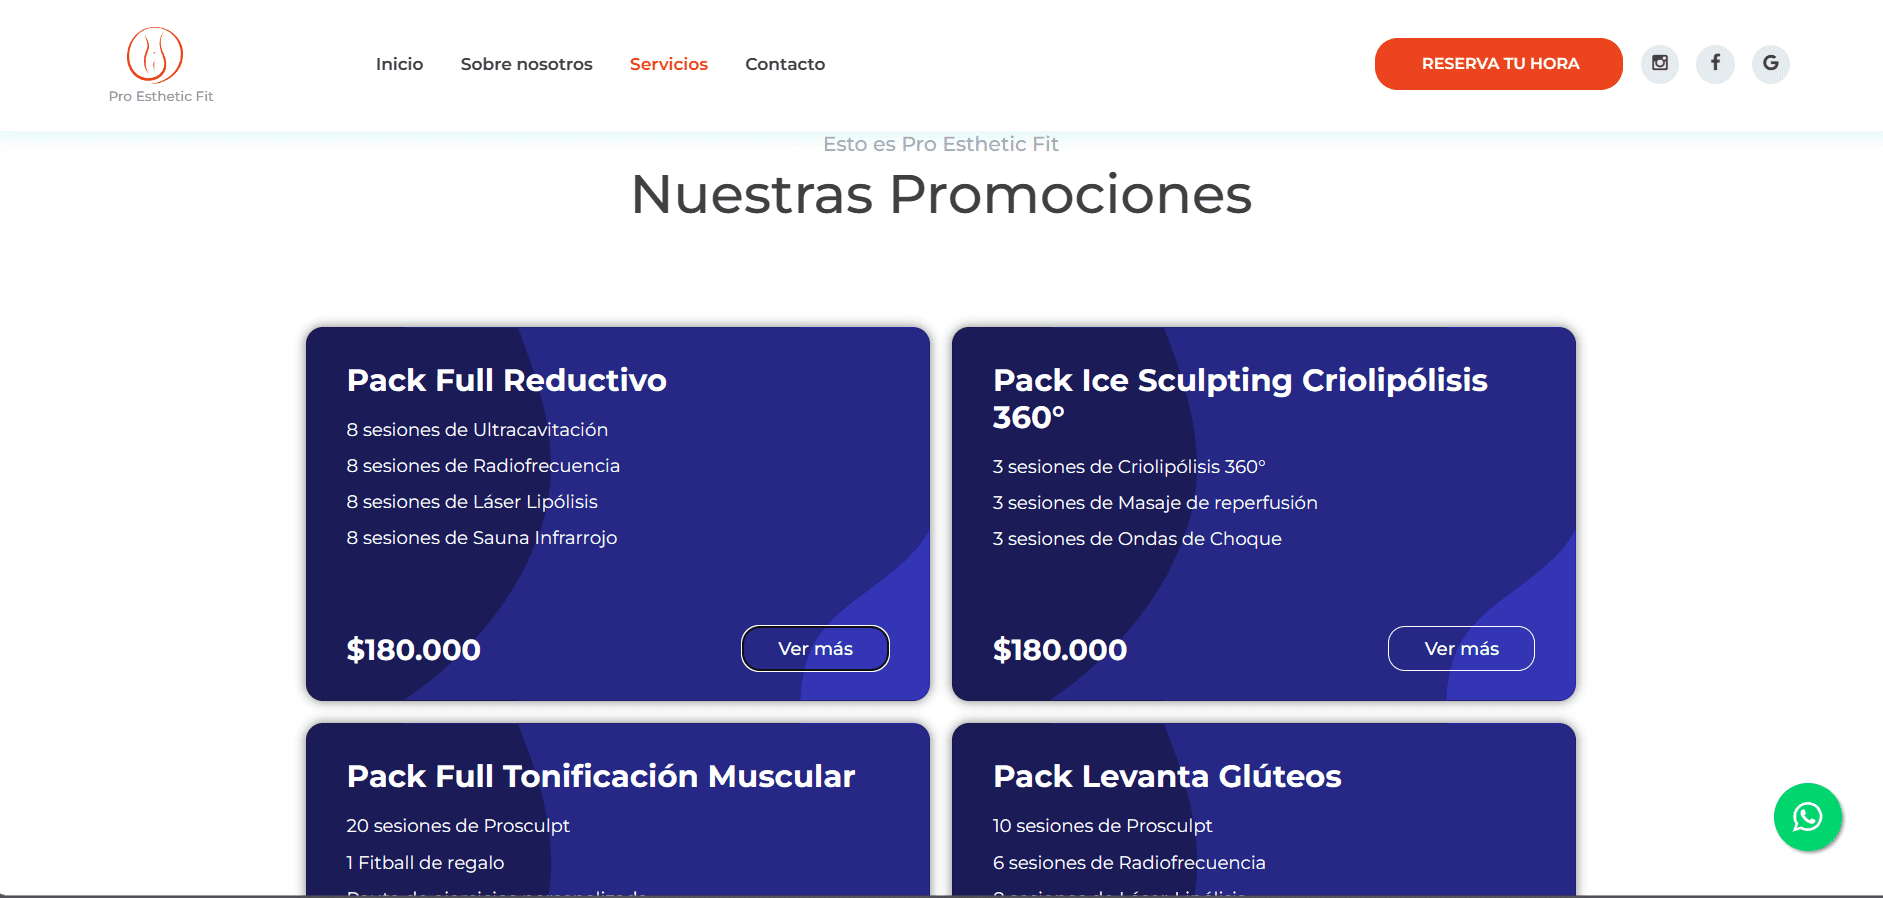 Pro Esthetic Fit
Inicio
Sobre nosotros
Servicios
Contacto
RESERVA TU HORA
Esto es Pro Esthetic Fit
Nuestras Promociones
Pack Full Reductivo
8 sesiones de Ultracavitación
8 sesiones de Radiofrecuencia
8 sesiones de Láser Lipólisis
8 sesiones de Sauna Infrarrojo
$180.000
Ver más
Pack Ice Sculpting Criolipólisis
360°
3 sesiones de Criolipólisis 360°
3 sesiones de Masaje de reperfusión
3 sesiones de Ondas de Choque
$180.000
Ver más
Pack Full Tonificación Muscular
20 sesiones de Prosculpt
1 Fitball de regalo
Pack Levanta Glúteos
10 sesiones de Prosculpt
6 sesiones de Radiofrecuencia